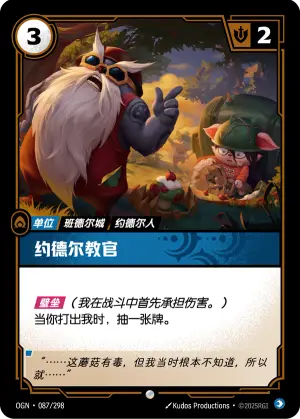 3
2
单位 班德尔城 约德尔人
约德尔教官
壁垒 (我在战斗中首先承担伤害。)
当你打出我时,抽一张牌。
“……这蘑菇有毒,但我当时根本不知道,所以
就……”
OGN • 087/298 Kudos Productions • ©2025RGI